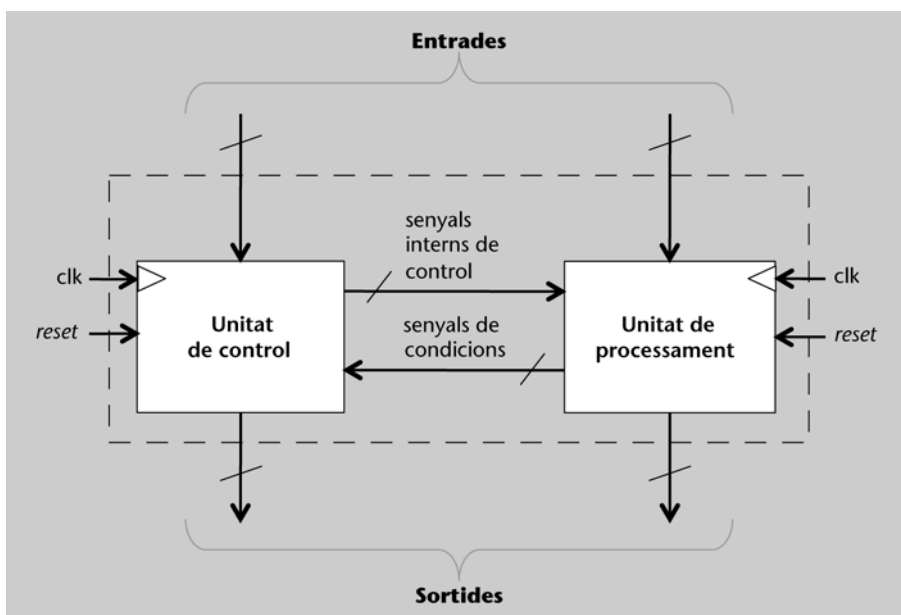 Entrades
senyals
interns de
control
clk
clk
Unitat
de control
senyals de
condicions
Unitat de
processament
reset
reset
Sortides